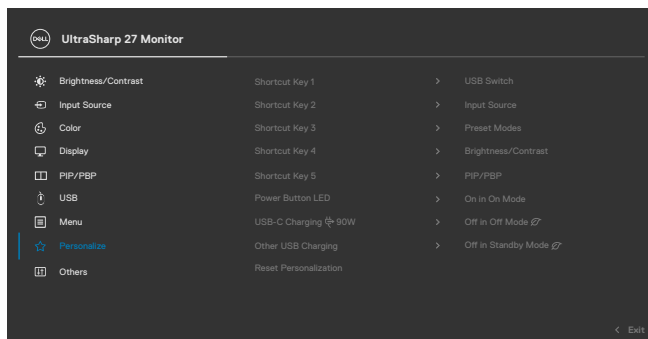 DELL UltraSharp 27 Monitor
Brightness/Contrast Shortcut Key 1 > USB Switch
Input Source Shortcut Key 2 > Input Source
Color Shortcut Key 3 > Preset Modes
Display Shortcut Key 4 > Brightness/Contrast
PIP/PBP Shortcut Key 5 > PIP/PBP
USB Power Button LED > On in On Mode
Menu USB-C Charging 90W > Off in Off Mode
Personalize Other USB Charging > Off in Standby Mode
Others Reset Personalization
< Exit